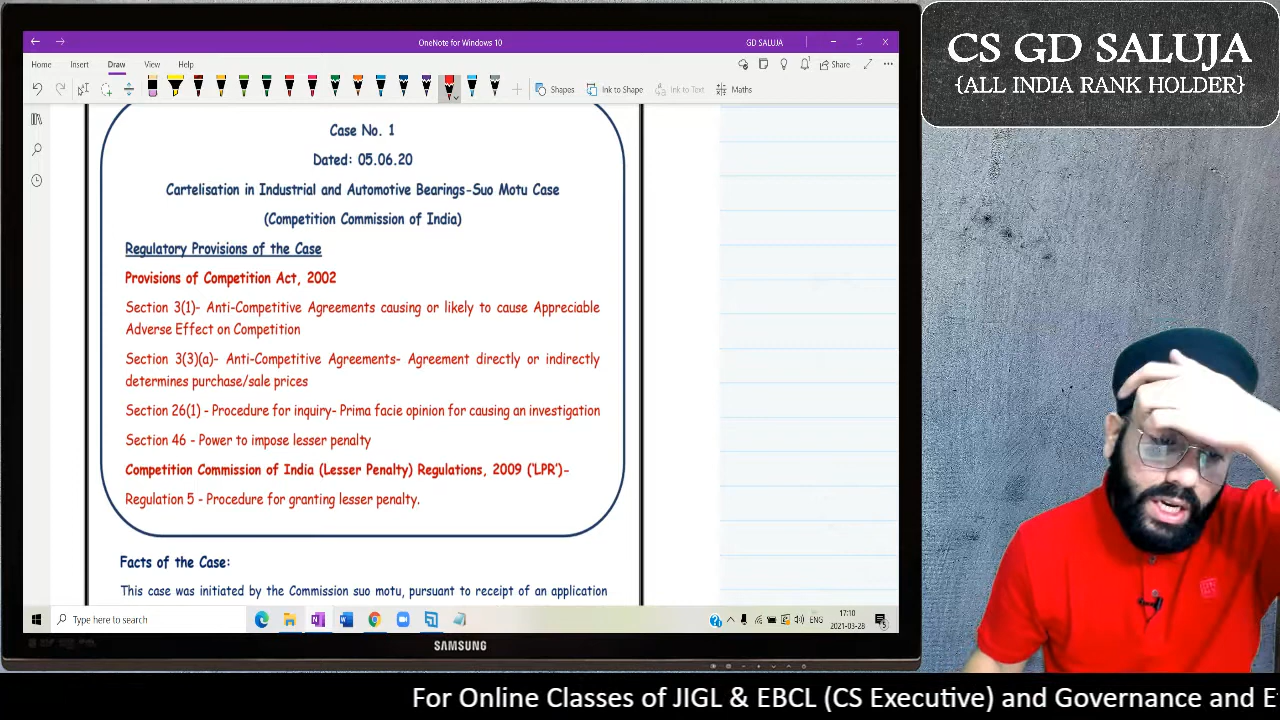 OneNote for Windows 10
GD SALUJA
Home Insert Draw View Help
Share
Shapes
Ink to Shape
Ink to Text
Maths
Case No. 1
Dated: 05.06.20
Cartelisation in Industrial and Automotive Bearings-Suo Motu Case
(Competition Commission of India)
Regulatory Provisions of the Case
Provisions of Competition Act, 2002
Section 3(1)- Anti-Competitive Agreements causing or likely to cause Appreciable
Adverse Effect on Competition
Section 3(3)(a)- Anti-Competitive Agreements- Agreement directly or indirectly
determines purchase/sale prices
Section 26(1) - Procedure for inquiry- Prima facie opinion for causing an investigation
Section 46 - Power to impose lesser penalty
Competition Commission of India (Lesser Penalty) Regulations, 2009 ('LPR')-
Regulation 5 - Procedure for granting lesser penalty.
Facts of the Case:
This case was initiated by the Commission suo motu, pursuant to receipt of an application
Type here to search
ENG
17:10
2021-03-28
SAMSUNG
CS GD SALUJA
{ALL INDIA RANK HOLDER}
For Online Classes of JIGL & EBCL (CS Executive) and Governance and E